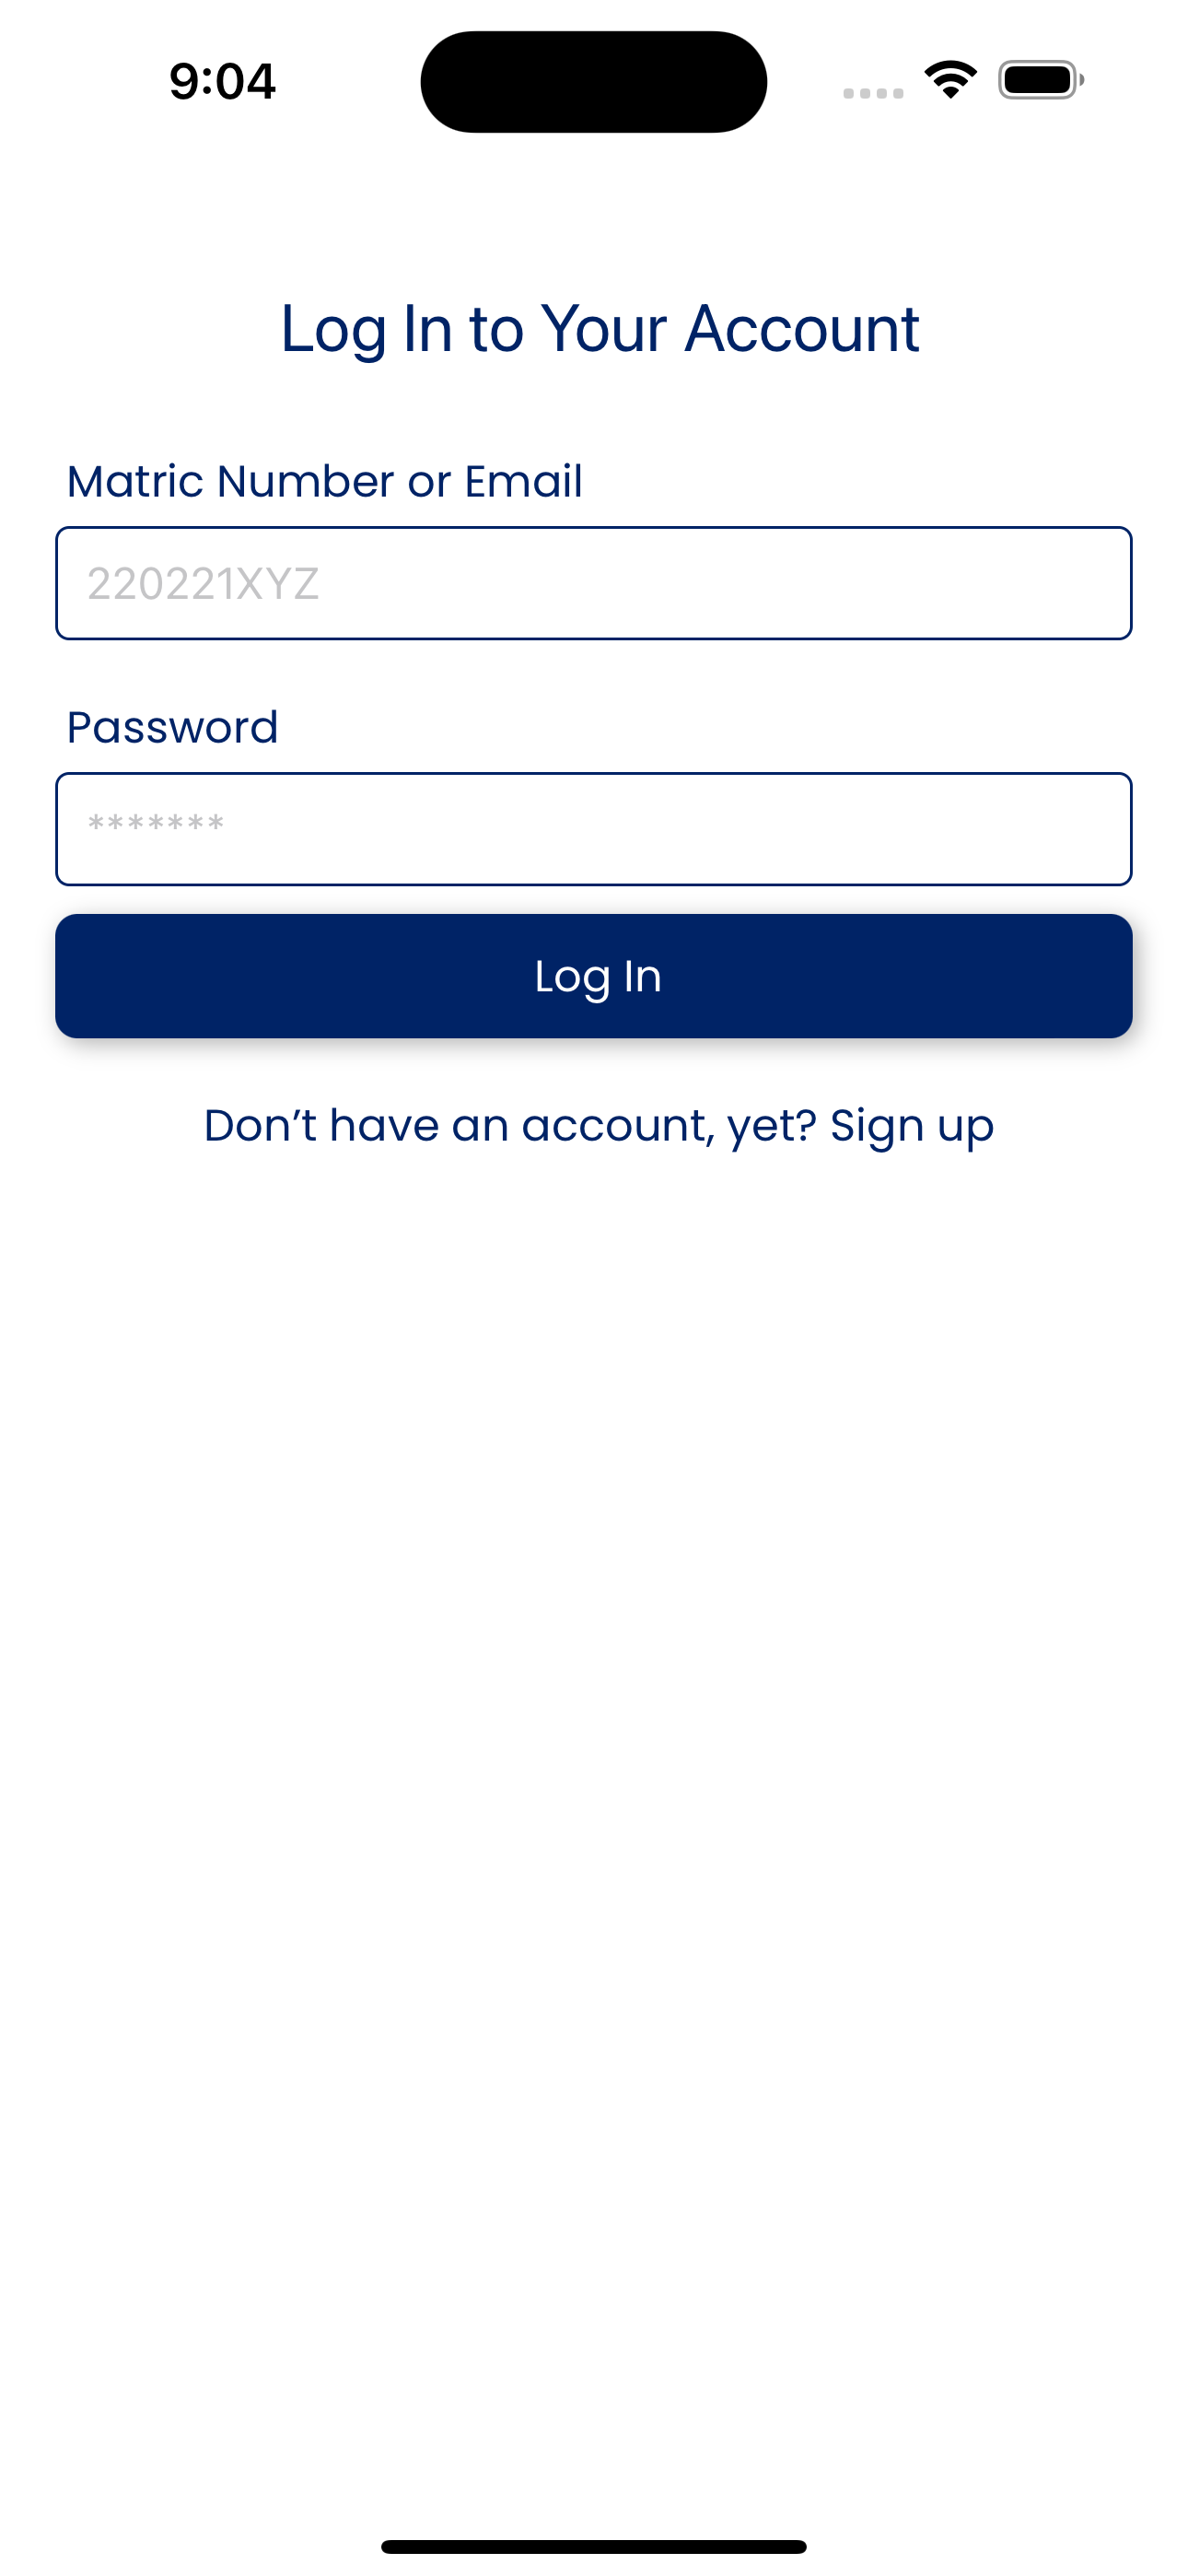 9:04
Log In to Your Account
Matric Number or Email
220221XYZ
Password
*******
Log In
Don’t have an account, yet? Sign up